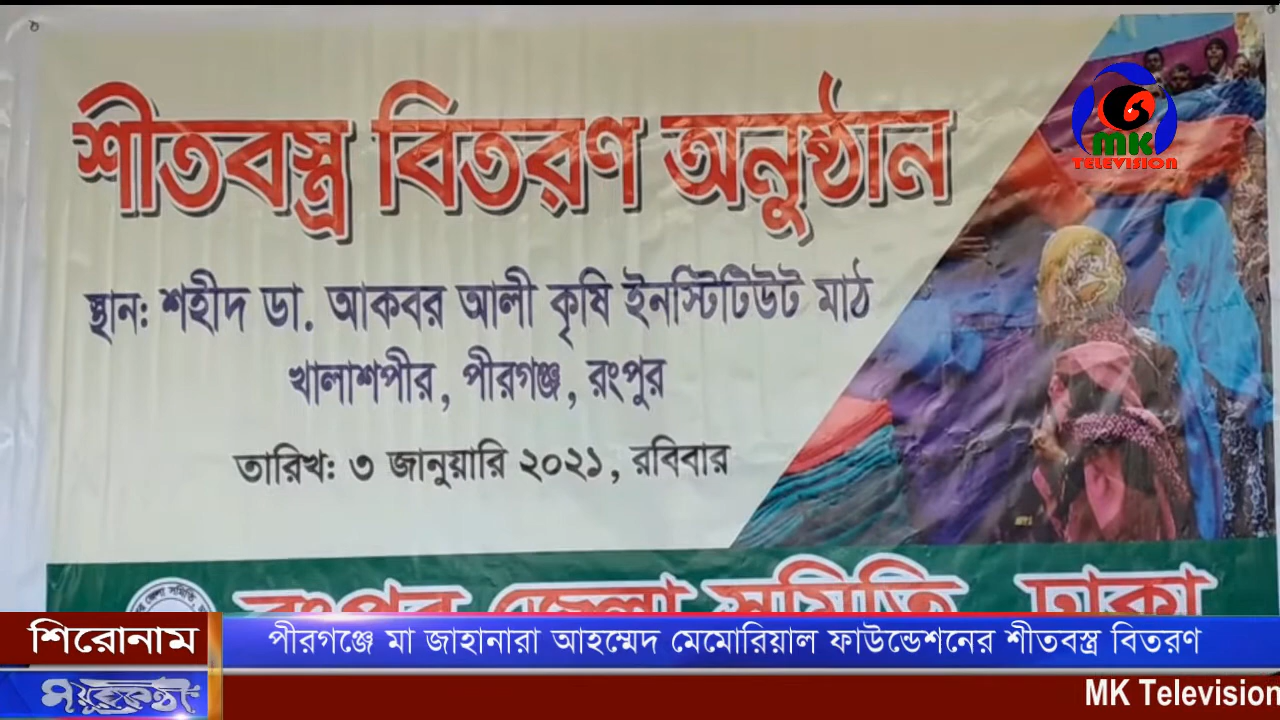 শীতবস্ত্র বিতরণ অনুষ্ঠান
MK
TELEVISION
স্থান: শহীদ ডা. আকবর আলী কৃষি ইনস্টিটিউট মাঠ
খালাশপীর, পীরগঞ্জ, রংপুর
তারিখ: ৩ জানুয়ারি ২০২১, রবিবার
রংপুর জেলা সমিতি, ঢাকা
শিরোনাম
পীরগঞ্জে মা জাহানারা আহম্মেদ মেমোরিয়াল ফাউন্ডেশনের শীতবস্ত্র বিতরণ
MK Television